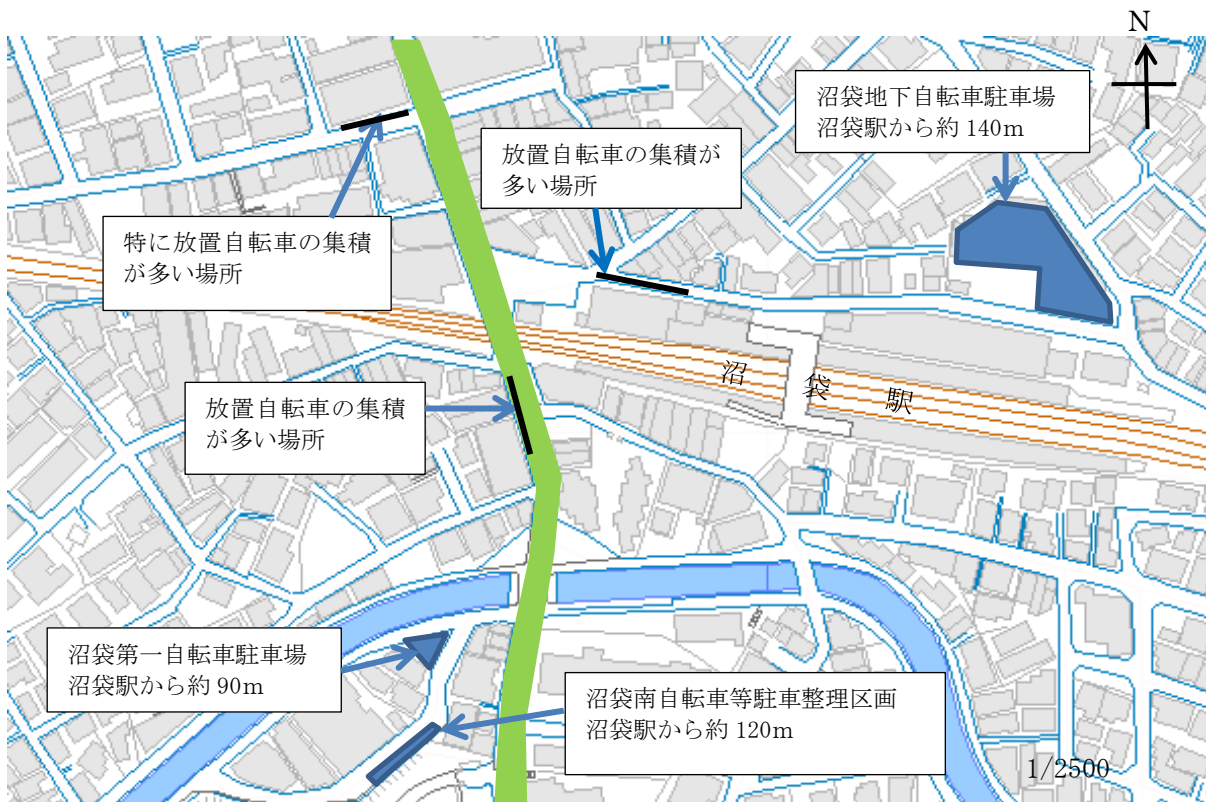 N
沼袋地下自転車駐車場
沼袋駅から約 140m
放置自転車の集積が
多い場所
特に放置自転車の集積
が多い場所
沼袋駅
放置自転車の集積
が多い場所
沼袋第一自転車駐車場
沼袋駅から約 90m
沼袋南自転車等駐車整理区画
沼袋駅から約 120m
1/2500